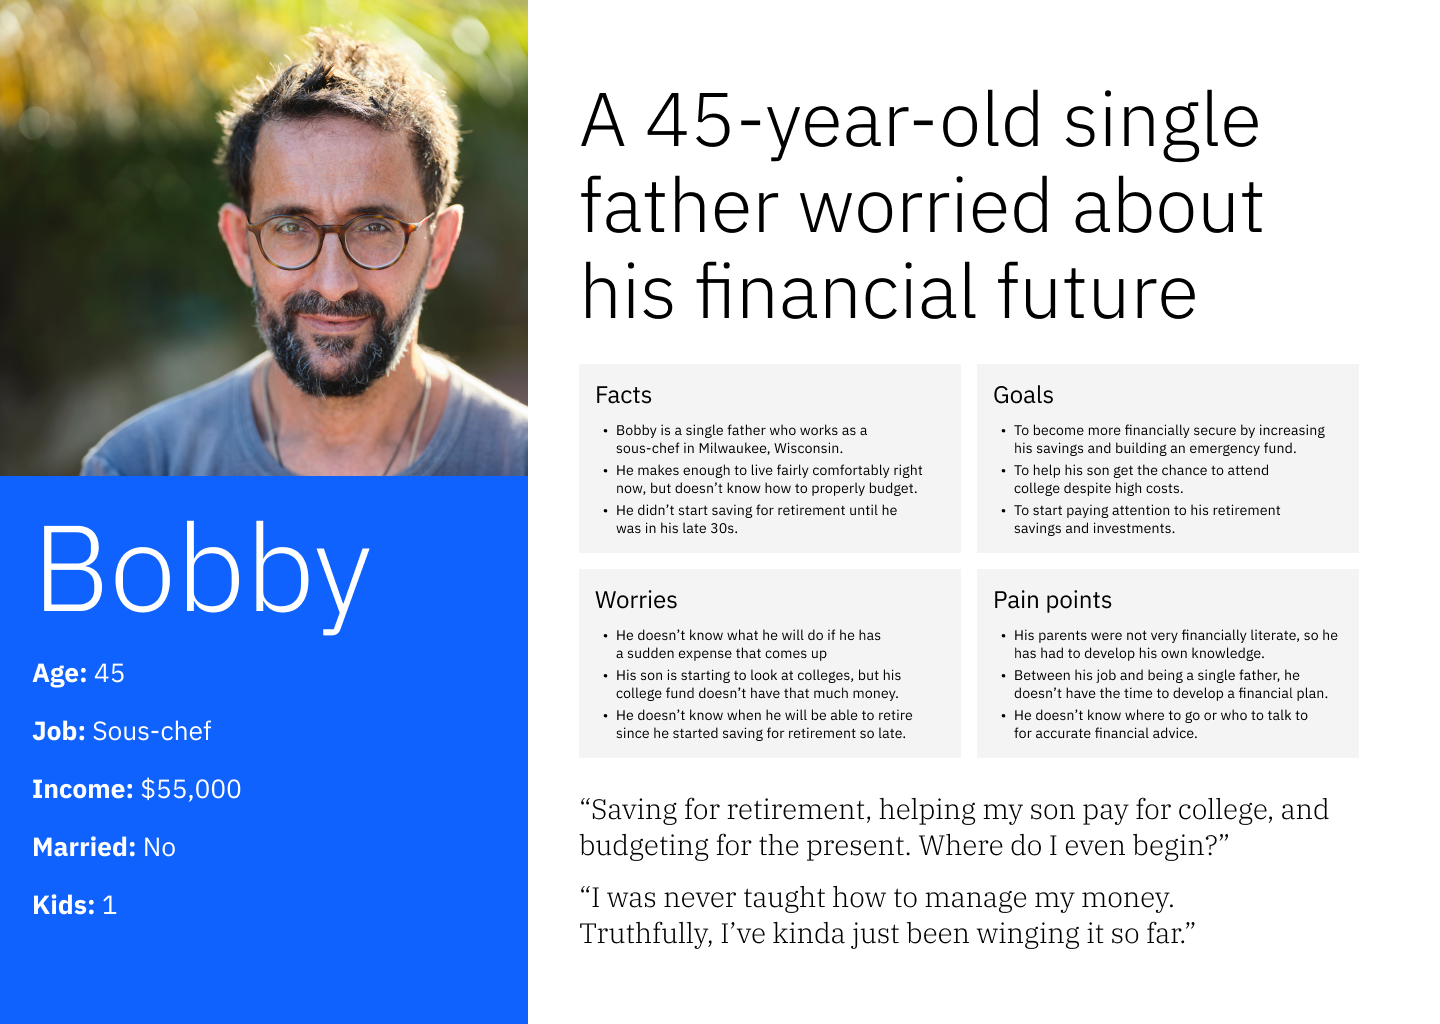 A 45-year-old single
father worried about
his financial future
Bobby
Age: 45
Job: Sous-chef
Income: $55,000
Married: No
Kids: 1
Facts
• Bobby is a single father who works as a
sous-chef in Milwaukee, Wisconsin.
• He makes enough to live fairly comfortably right
now, but doesn’t know how to properly budget.
• He didn’t start saving for retirement until he
was in his late 30s.
Goals
• To become more financially secure by increasing
his savings and building an emergency fund.
• To help his son get the chance to attend
college despite high costs.
• To start paying attention to his retirement
savings and investments.
Worries
• He doesn’t know what he will do if he has
a sudden expense that comes up
• His son is starting to look at colleges, but his
college fund doesn’t have that much money.
• He doesn’t know when he will be able to retire
since he started saving for retirement so late.
Pain points
• His parents were not very financially literate, so he
has had to develop his own knowledge.
• Between his job and being a single father, he
doesn’t have the time to develop a financial plan.
• He doesn’t know where to go or who to talk to
for accurate financial advice.
“Saving for retirement, helping my son pay for college, and
budgeting for the present. Where do I even begin?”
“I was never taught how to manage my money.
Truthfully, I’ve kinda just been winging it so far.”